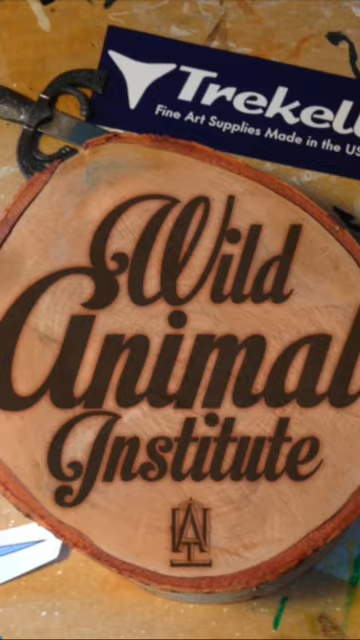 Trekell
Fine Art Supplies Made in the US
Wild
Animal
Institute